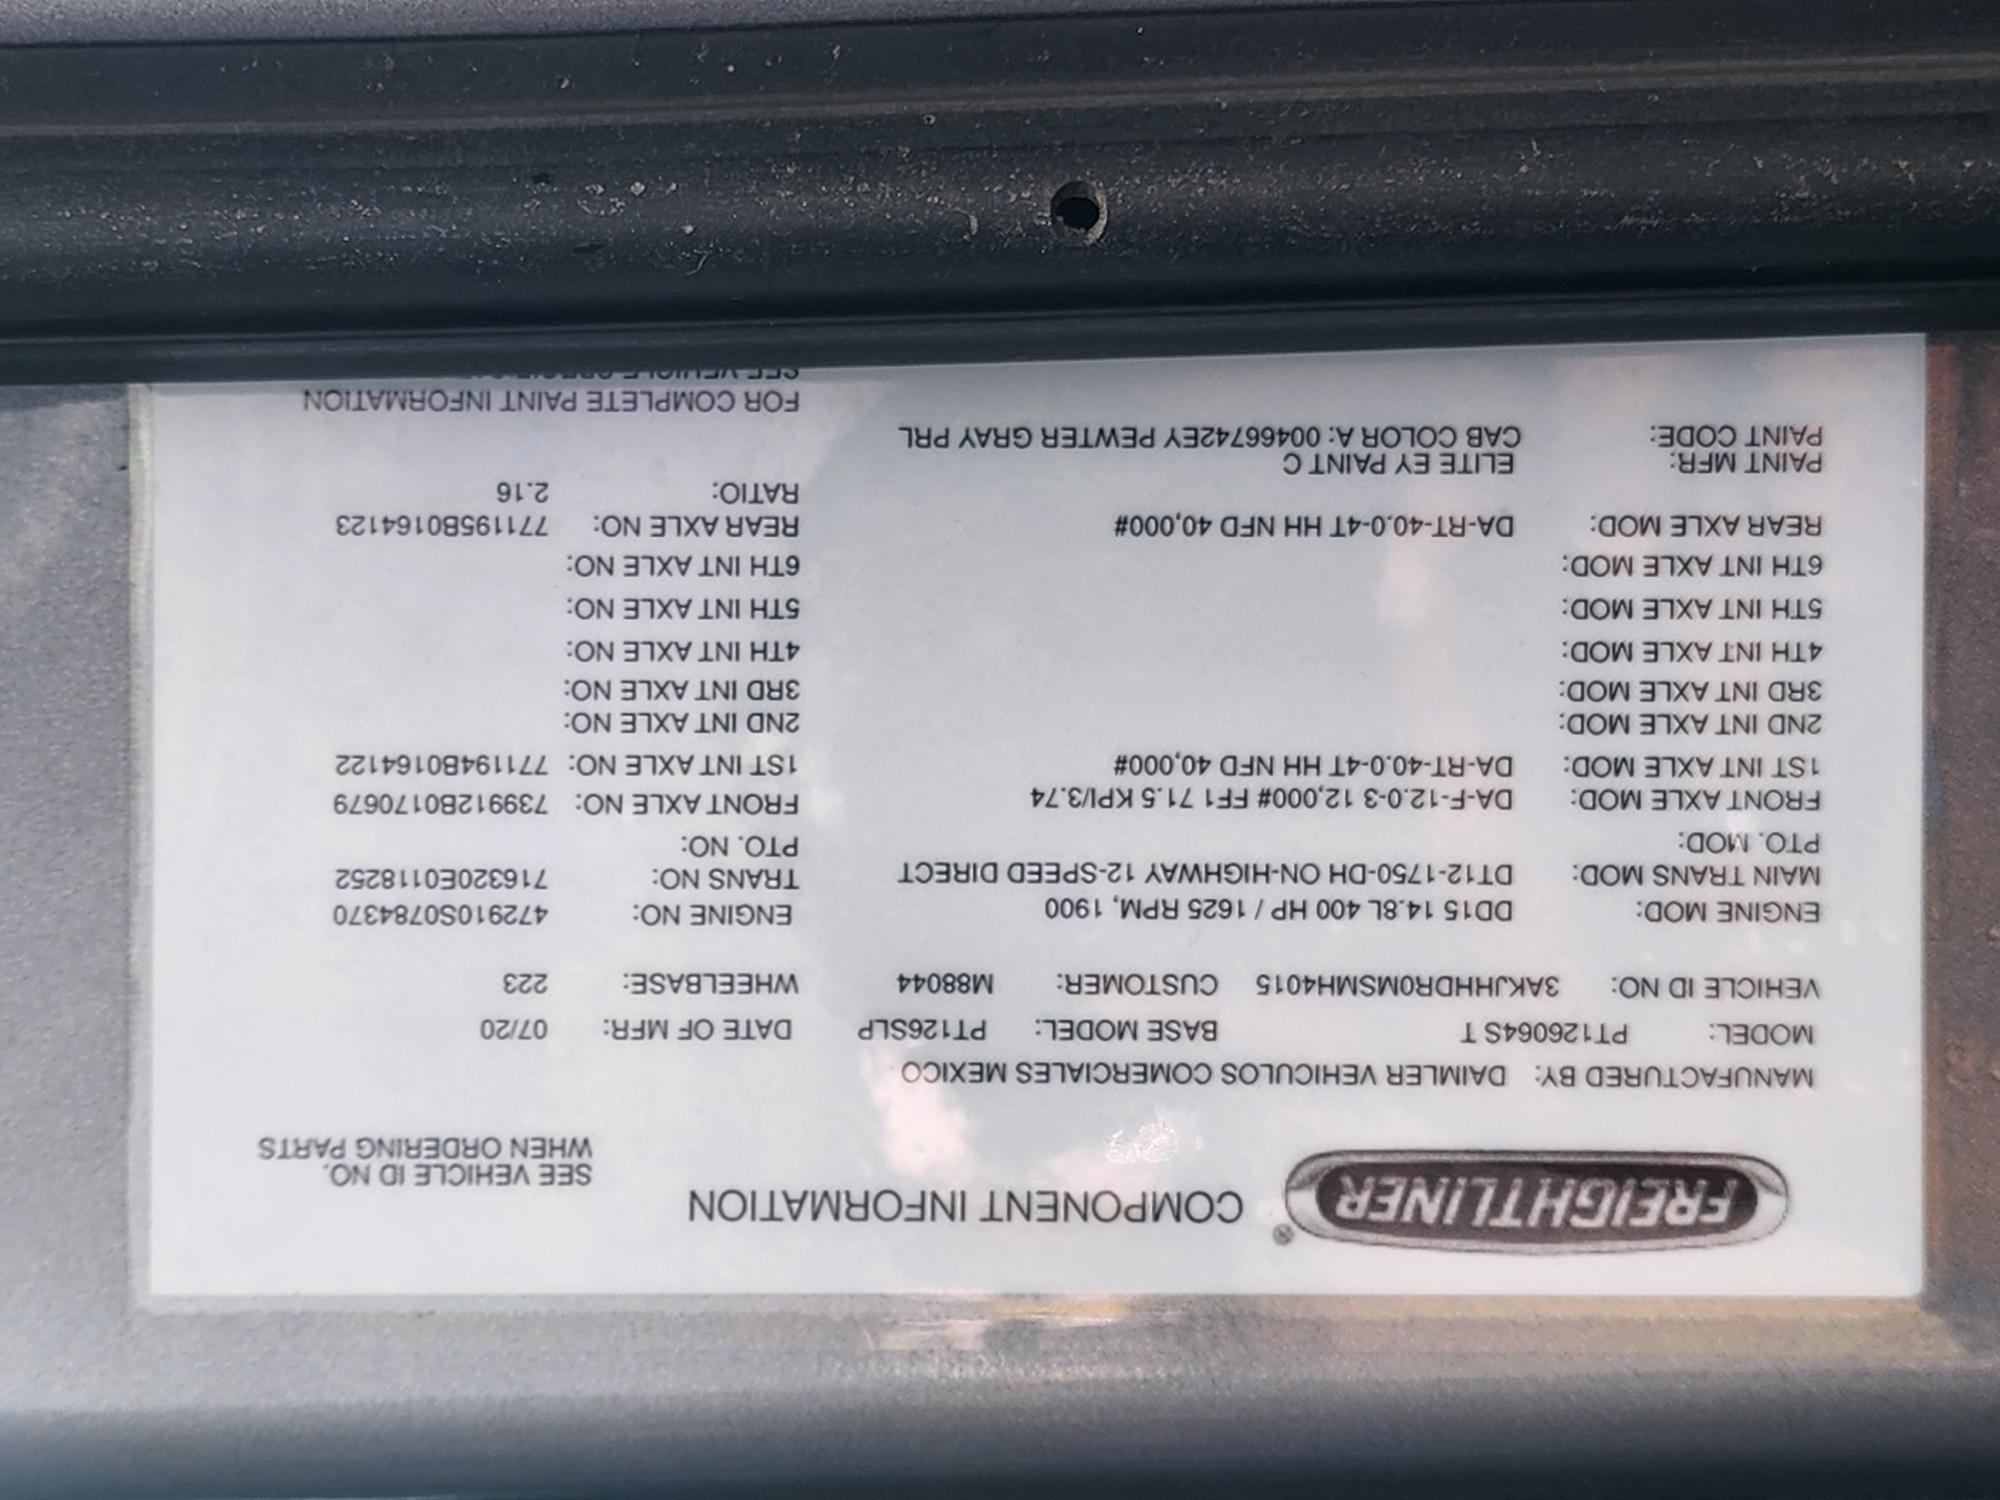 FREIGHTLINER® COMPONENT INFORMATION
SEE VEHICLE ID NO.
WHEN ORDERING PARTS
MANUFACTURED BY: DAIMLER VEHICULOS COMERCIALES MEXICO
MODEL: PT126064S T BASE MODEL: PT126SLP DATE OF MFR: 07/20
VEHICLE ID NO: 3AKJHHDR0MSMH4015 CUSTOMER: M88044 WHEELBASE: 223
ENGINE MOD: DD15 14.8L 400 HP / 1625 RPM, 1900 ENGINE NO: 472910S0784370
MAIN TRANS MOD: DT12-1750-DH ON-HIGHWAY 12-SPEED DIRECT TRANS NO: 716320E0118252
PTO. MOD: PTO. NO:
FRONT AXLE MOD: DA-F-12.0-3 12,000# FF1 71.5 KPI/3.74 FRONT AXLE NO: 739912B0170679
1ST INT AXLE MOD: DA-RT-40.0-4T HH NFD 40,000# 1ST INT AXLE NO: 771194B0164122
2ND INT AXLE MOD: 2ND INT AXLE NO:
3RD INT AXLE MOD: 3RD INT AXLE NO:
4TH INT AXLE MOD: 4TH INT AXLE NO:
5TH INT AXLE MOD: 5TH INT AXLE NO:
6TH INT AXLE MOD: 6TH INT AXLE NO:
REAR AXLE MOD: DA-RT-40.0-4T HH NFD 40,000# REAR AXLE NO: 771195B0164123
RATIO: 2.16
PAINT MFR: ELITE EY PAINT C
PAINT CODE: CAB COLOR A: 00466742EY PEWTER GRAY PRL
FOR COMPLETE PAINT INFORMATION
SEE VEHICLE